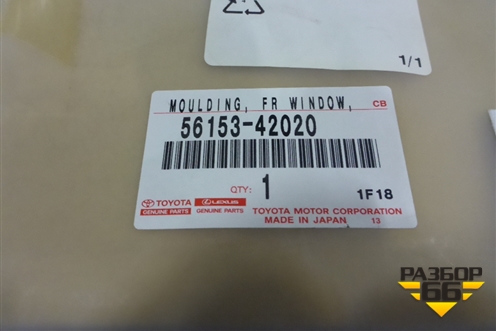 1/1
MOULDING, FR WINDOW, CB
56153-42020
QTY: 1 1F18
TOYOTA LEXUS
GENUINE PARTS GENUINE PARTS
TOYOTA MOTOR CORPORATION
MADE IN JAPAN 13
РАЗБОР
66